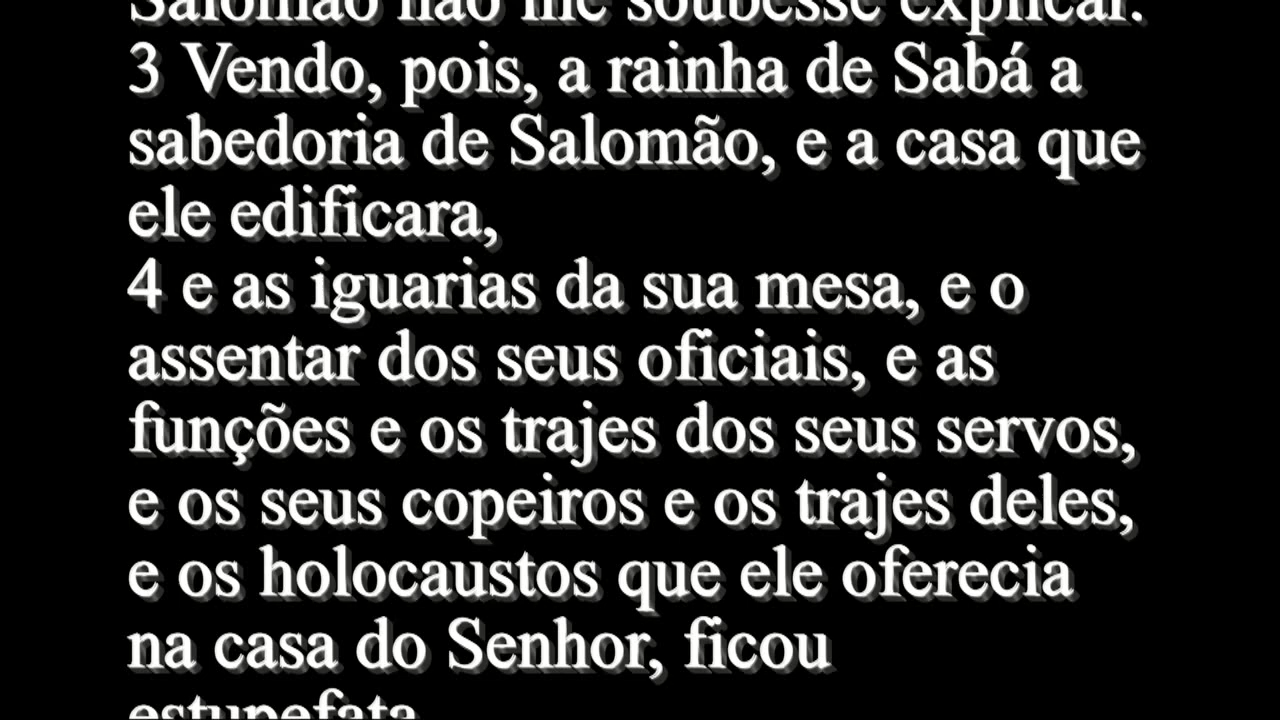 Salomão não lhe soubesse explicar.
3 Vendo, pois, a rainha de Sabá a
sabedoria de Salomão, e a casa que
ele edificara,
4 e as iguarias da sua mesa, e o
assentar dos seus oficiais, e as
funções e os trajes dos seus servos,
e os seus copeiros e os trajes deles,
e os holocaustos que ele oferecia
na casa do Senhor, ficou
estupefata